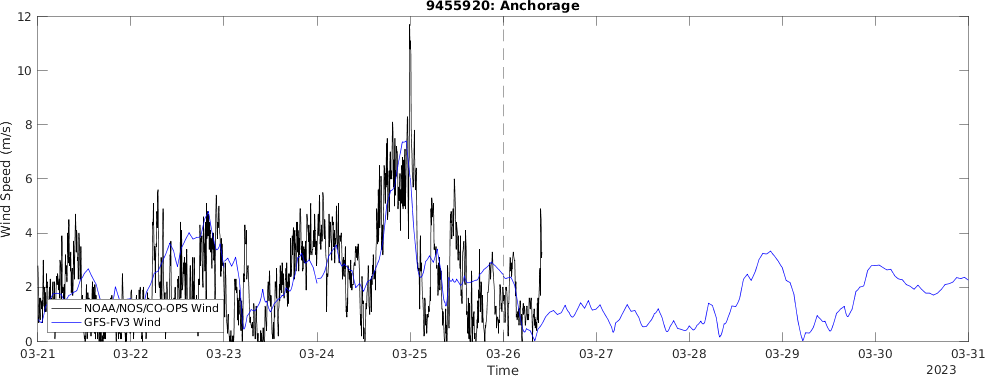 9455920: Anchorage
12
10
8
6
4
2
0
Wind Speed (m/s)
NOAA/NOS/CO-OPS Wind
GFS-FV3 Wind
03-21 03-22 03-23 03-24 03-25 03-26 03-27 03-28 03-29 03-30 03-31
Time
2023